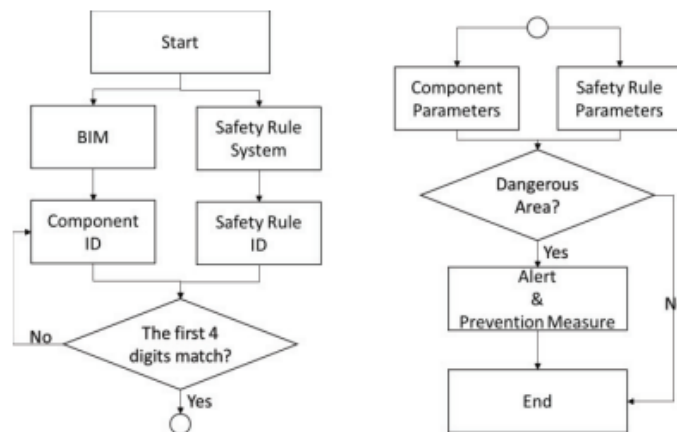 Start
BIM
Safety Rule
System
Component
ID
Safety Rule
ID
No
The first 4
digits match?
Yes
Component
Parameters
Safety Rule
Parameters
Dangerous
Area?
Yes
N
Alert
&
Prevention Measure
End